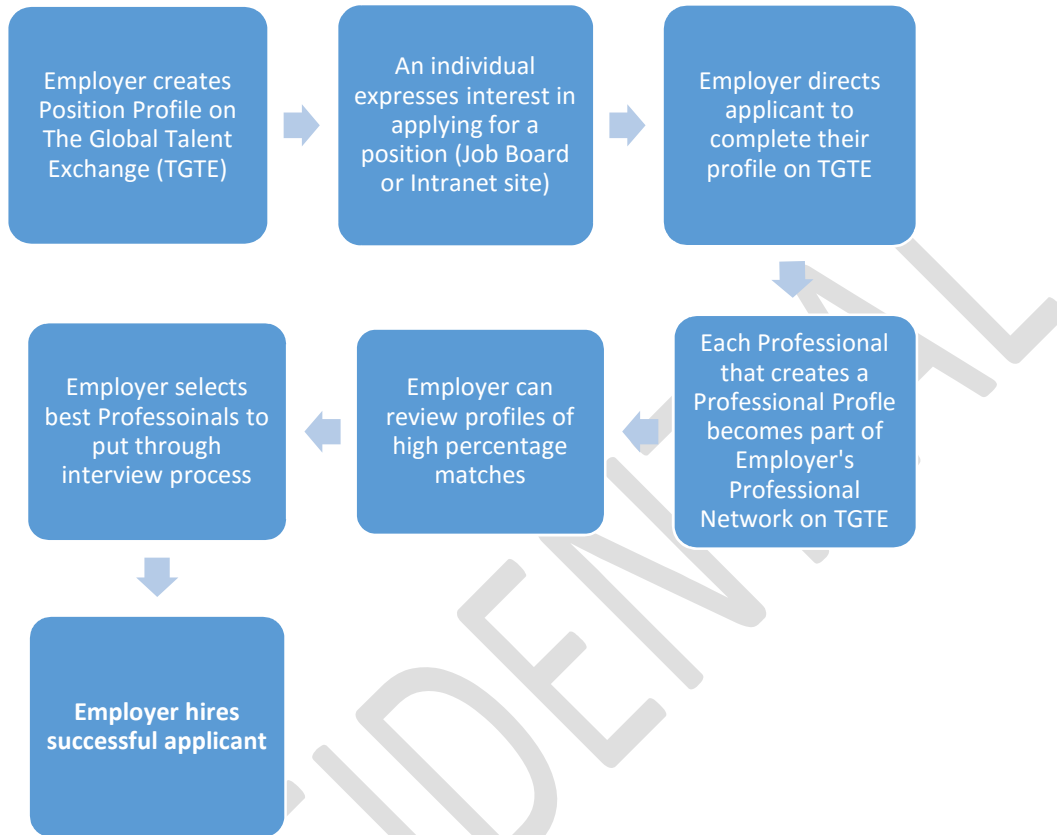 Employer creates
Position Profile on
The Global Talent
Exchange (TGTE)
An individual
expresses interest in
applying for a
position (Job Board
or Intranet site)
Employer directs
applicant to
complete their
profile on TGTE
Each Professional
that creates a
Professional Profle
becomes part of
Employer's
Professional
Network on TGTE
Employer can
review profiles of
high percentage
matches
Employer selects
best Professoinals to
put through
interview process
Employer hires
successful applicant